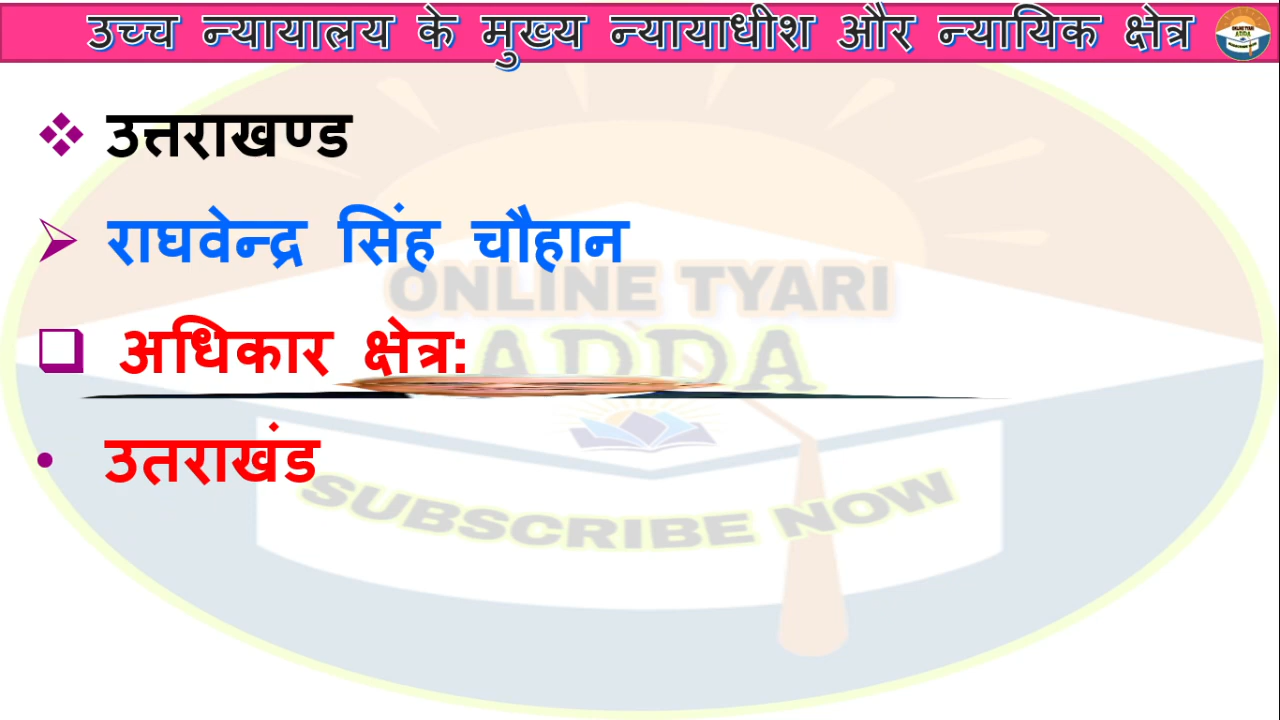 उच्च न्यायालय के मुख्य न्यायाधीश और न्यायिक क्षेत्र
उत्तराखण्ड
राघवेन्द्र सिंह चौहान
ONLINE TYARI
अधिकार क्षेत्र:
ADDA
उतराखंड
SUBSCRIBE NOW